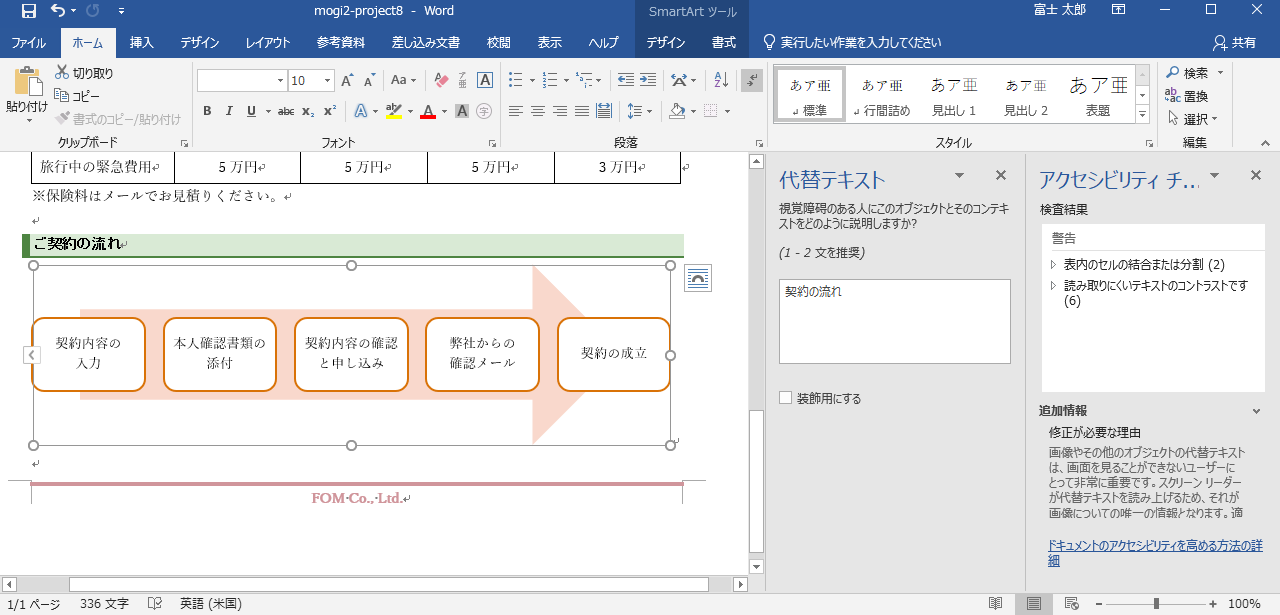 mogi2-project8 - Word
SmartArt ツール
富士 太郎
ファイル ホーム 挿入 デザイン レイアウト 参考資料 差し込み文書 校閲 表示 ヘルプ デザイン 書式 実行したい作業を入力してください 共有
貼り付け
切り取り
コピー
書式のコピー/貼り付け
クリップボード
10
フォント
段落
あア亜 標準
あア亜 行間詰め
あア亜 見出し 1
あア亜 見出し 2
あア亜 表題
スタイル
検索
置換
選択
編集
旅行中の緊急費用 5 万円 5 万円 5 万円 3 万円
※保険料はメールでお見積りください。
ご契約の流れ
契約内容の
入力
本人確認書類の
添付
契約内容の確認
と申し込み
弊社からの
確認メール
契約の成立
FOM Co., Ltd.
代替テキスト
視覚障碍のある人にこのオブジェクトとそのコンテキ
ストをどのように説明しますか?
(1 - 2 文を推奨)
契約の流れ
装飾用にする
アクセシビリティ チ...
検査結果
警告
表内のセルの結合または分割 (2)
読み取りにくいテキストのコントラストです
(6)
追加情報
修正が必要な理由
画像やその他のオブジェクトの代替テキスト
は、画面を見ることができないユーザーに
とって非常に重要です。スクリーン リーダー
が代替テキストを読み上げるため、それが
画像についての唯一の情報となります。適
ドキュメントのアクセシビリティを高める方法の詳
細
1/1 ページ 336 文字 英語 (米国) 100%